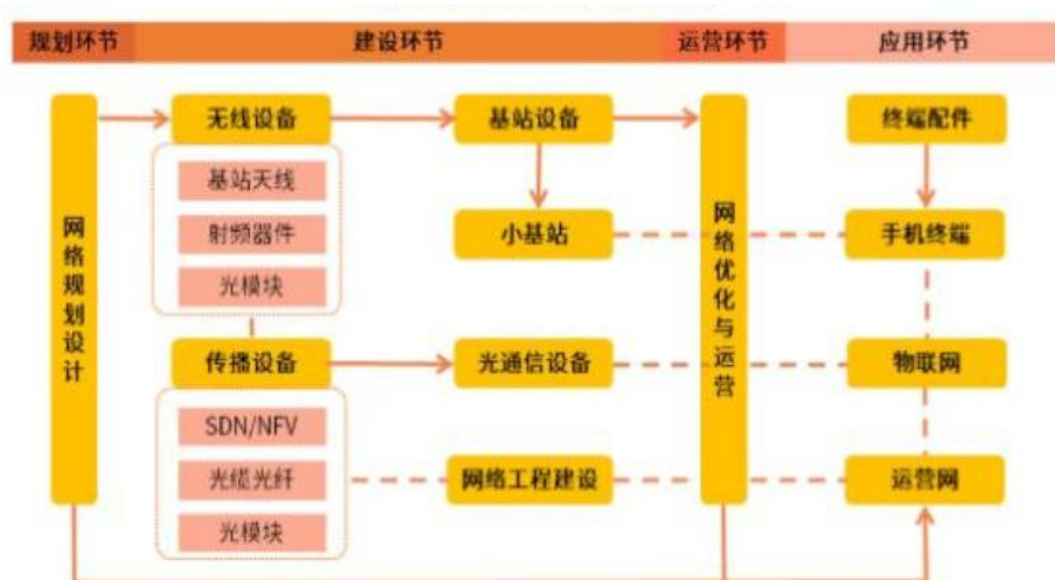 规划环节
建设环节
运营环节
应用环节
网络规划设计
无线设备
基站天线
射频器件
光模块
传播设备
SDN/NFV
光缆光纤
光模块
基站设备
小基站
光通信设备
网络工程建设
网络优化与运营
终端配件
手机终端
物联网
运营网